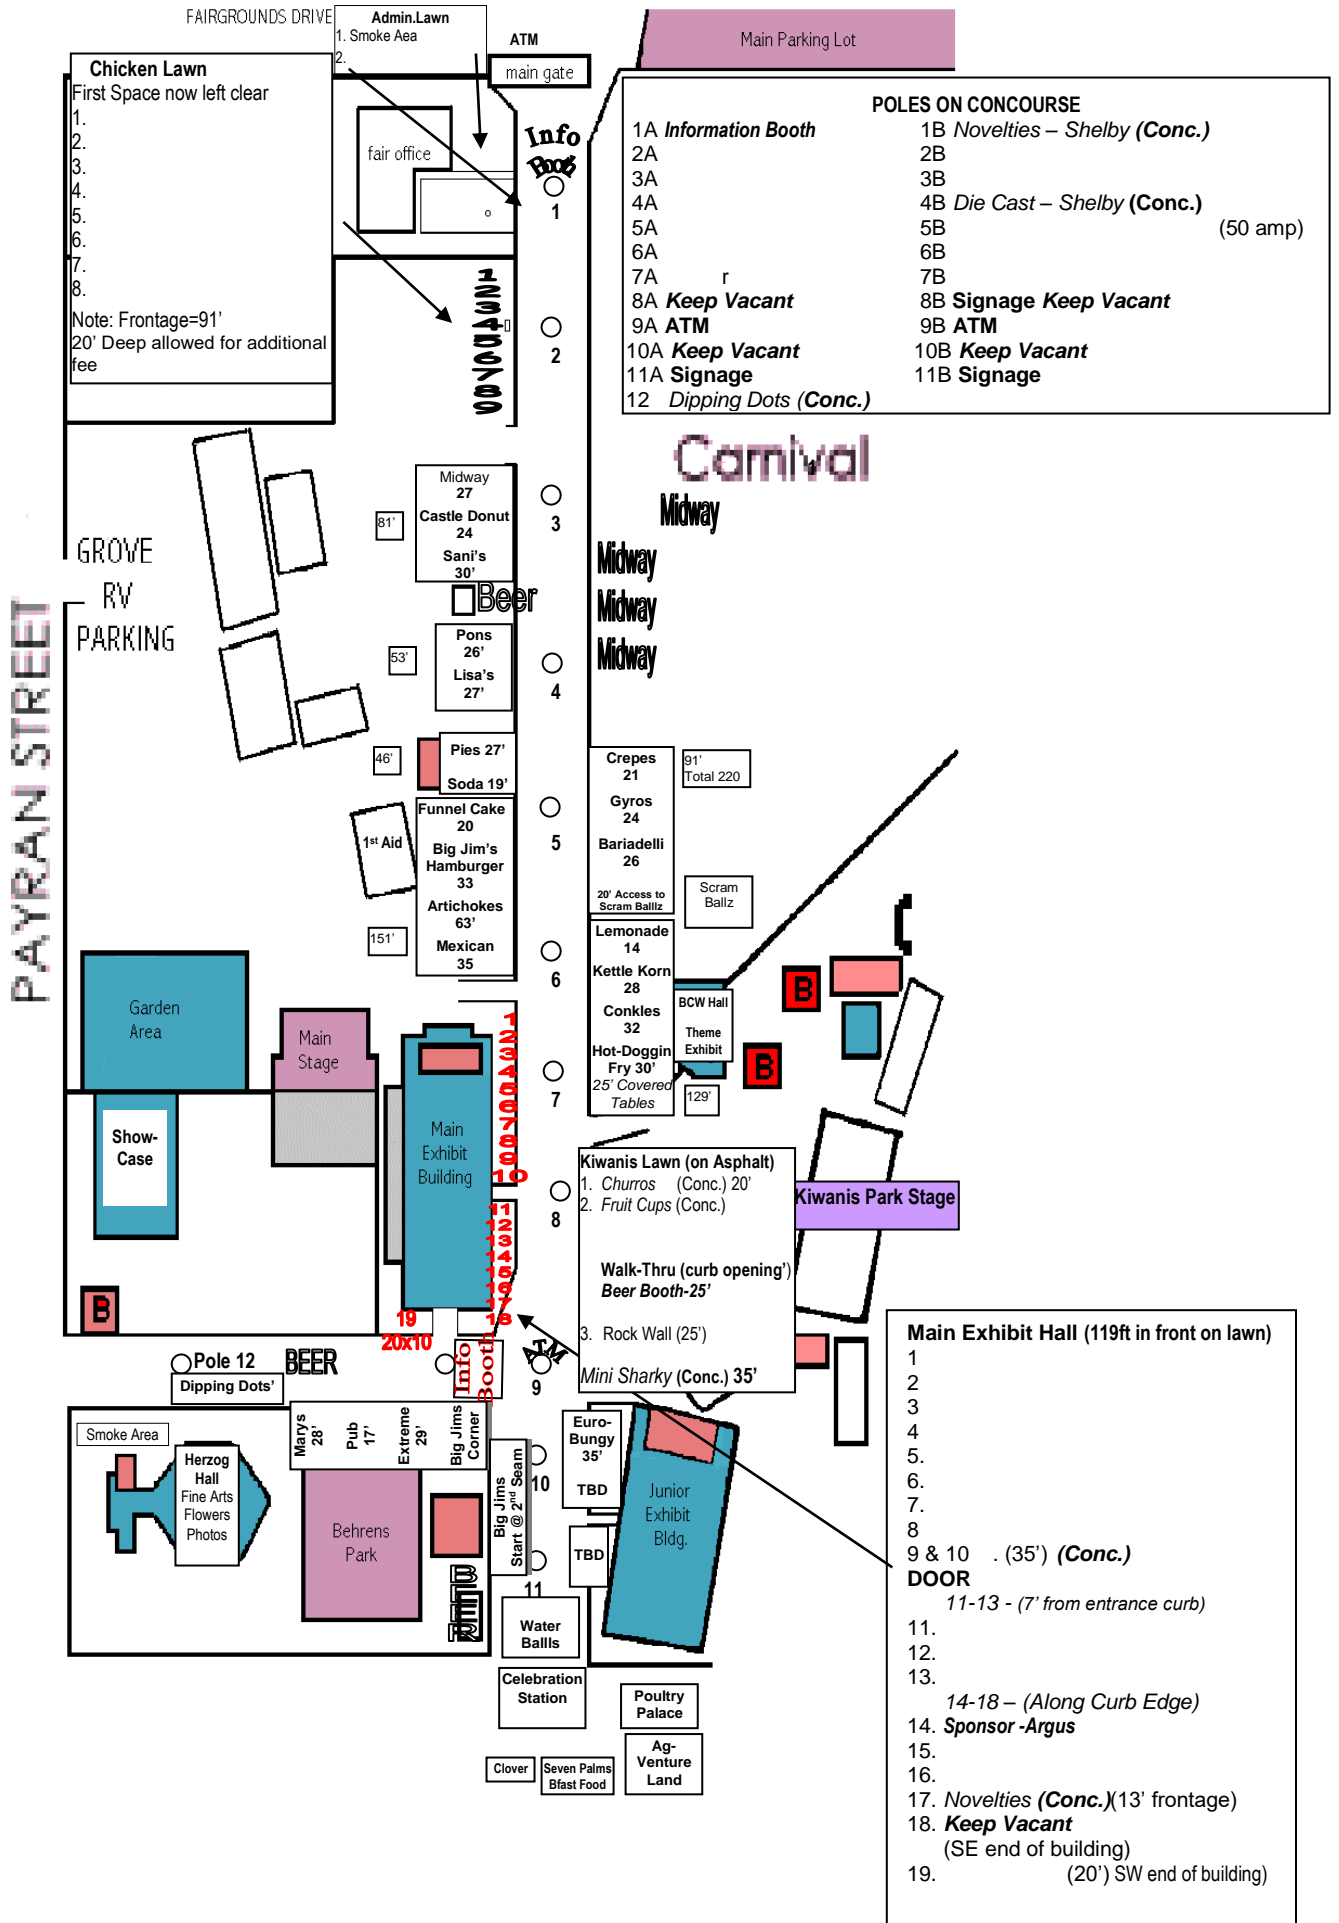 FAIRGROUNDS DRIVE
Admin.Lawn
1. Smoke Aea
2.
ATM
main gate
Main Parking Lot
Chicken Lawn
First Space now left clear
1.
2.
3.
4.
5.
6.
7.
8.
Note: Frontage=91’
20’ Deep allowed for additional
fee
fair office
o
Info
Booth
1
POLES ON CONCOURSE
1A Information Booth 1B Novelties – Shelby (Conc.)
2A 2B
3A 3B
4A 4B Die Cast – Shelby (Conc.)
5A 5B (50 amp)
6A 6B
7A r 7B
8A Keep Vacant 8B Signage Keep Vacant
9A ATM 9B ATM
10A Keep Vacant 10B Keep Vacant
11A Signage 11B Signage
12 Dipping Dots (Conc.)
1
2
3
4
5
6
7
8
2
Carnival
Midway
Midway
Midway
Midway
Midway
27
Castle Donut
24
Sani’s
30’
81’
3
Beer
GROVE
RV
PARKING
PAYRAN STREET
Pons
26’
Lisa’s
27’
53’
4
Pies 27’
Soda 19’
46’
Funnel Cake
20
Big Jim’s
Hamburger
33
Artichokes
63’
Mexican
35
1st Aid
151’
5
6
Crepes
21
Gyros
24
Bariadelli
26
20’ Access to
Scram Balllz
91’
Total 220
Scram
Ballz
Lemonade
14
Kettle Korn
28
Conkles
32
Hot-Doggin
Fry 30’
25’ Covered
Tables
BCW Hall
Theme
Exhibit
129’
B
B
Garden
Area
Main
Stage
Show-
Case
Main
Exhibit
Building
1
2
3
4
5
6
7
8
9
10
11
12
13
14
15
16
17
18
19
20x10
7
8
Kiwanis Lawn (on Asphalt)
1. Churros (Conc.) 20’
2. Fruit Cups (Conc.)
Walk-Thru (curb opening’)
Beer Booth-25’
3. Rock Wall (25’)
Mini Sharky (Conc.) 35’
Kiwanis Park Stage
B
Pole 12
BEER
Dipping Dots’
Info
Booth
ATM
9
Smoke Area
Herzog
Hall
Fine Arts
Flowers
Photos
Marys
28’
Pub
17’
Extreme
29’
Big Jims
Corner
Behrens
Park
BEER
Big Jims
Start @ 2nd Seam
10
11
Euro-
Bungy
35’
TBD
TBD
Junior
Exhibit
Bldg.
Water
Ballls
Celebration
Station
Poultry
Palace
Ag-
Venture
Land
Clover
Seven Palms
Bfast Food
Main Exhibit Hall (119ft in front on lawn)
1
2
3
4
5.
6.
7.
8
9 & 10 . (35’) (Conc.)
DOOR
11-13 - (7’ from entrance curb)
11.
12.
13.
14-18 – (Along Curb Edge)
14. Sponsor -Argus
15.
16.
17. Novelties (Conc.)(13’ frontage)
18. Keep Vacant
(SE end of building)
19. (20’) SW end of building)